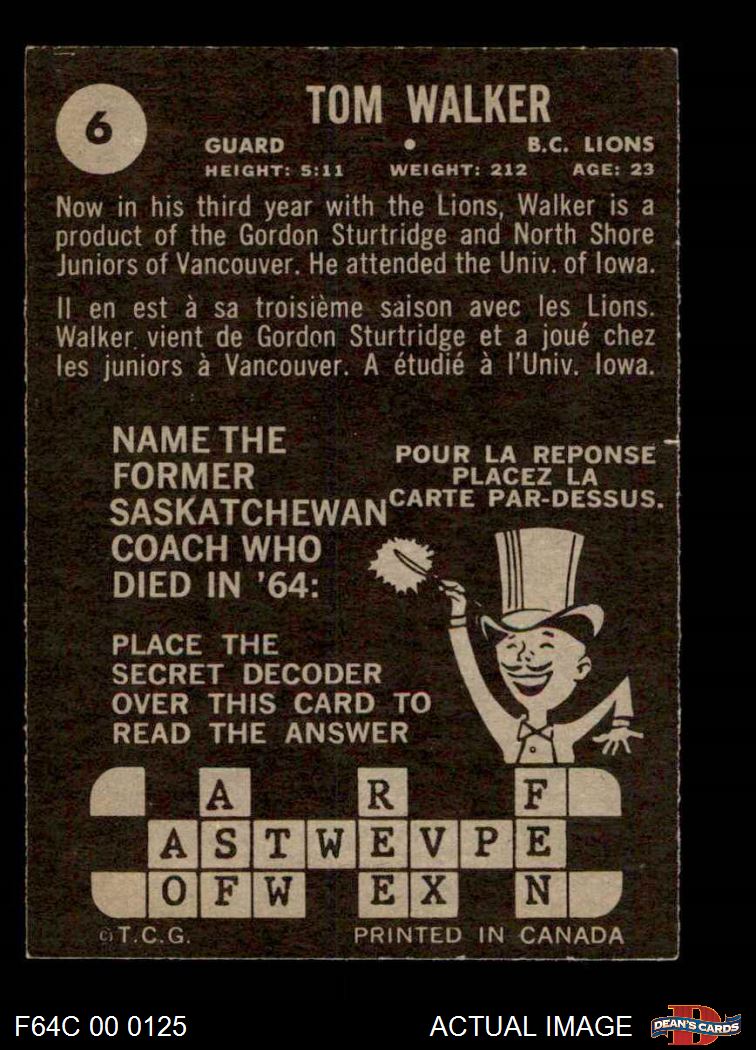 6
TOM WALKER
GUARD • B.C. LIONS
HEIGHT: 5:11 WEIGHT: 212 AGE: 23
Now in his third year with the Lions, Walker is a
product of the Gordon Sturtridge and North Shore
Juniors of Vancouver. He attended the Univ. of Iowa.
Il en est à sa troisième saison avec les Lions.
Walker vient de Gordon Sturtridge et a joué chez
les juniors à Vancouver. A étudié à l'Univ. Iowa.
NAME THE
FORMER
SASKATCHEWAN
COACH WHO
DIED IN '64:
POUR LA REPONSE
PLACEZ LA
CARTE PAR-DESSUS.
PLACE THE
SECRET DECODER
OVER THIS CARD TO
READ THE ANSWER
A R F
A S T W E V P E
O F W E X N
© T.C.G. PRINTED IN CANADA
F64C 00 0125 ACTUAL IMAGE D DEAN'S CARDS